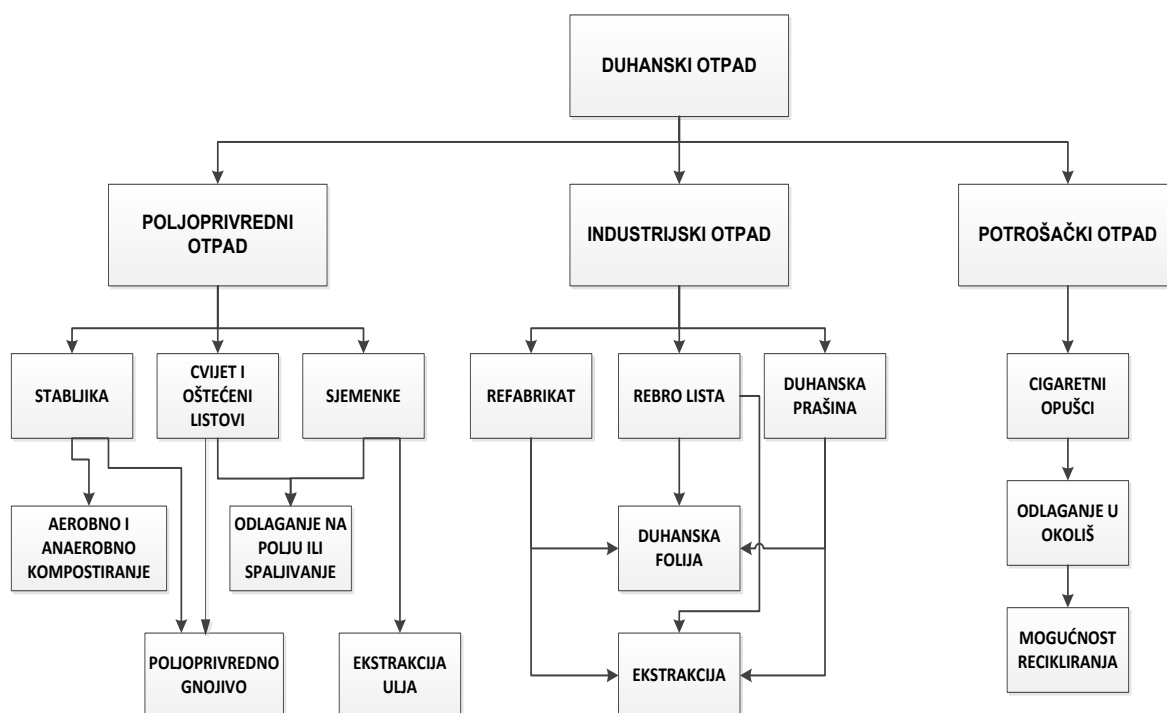 DUHANSKI OTPAD
POLJOPRIVREDNI
OTPAD
INDUSTRIJSKI OTPAD
POTROŠAČKI OTPAD
STABLJIKA
CVIJET I
OŠTEĆENI
LISTOVI
SJEMENKE
REFABRIKAT
REBRO LISTA
DUHANSKA
PRAŠINA
CIGARETNI
OPUŠCI
AEROBNO I
ANAEROBNO
KOMPOSTIRANJE
ODLAGANJE NA
POLJU ILI
SPALJIVANJE
DUHANSKA
FOLIJA
ODLAGANJE U
OKOLIŠ
POLJOPRIVREDNO
GNOJIVO
EKSTRAKCIJA
ULJA
EKSTRAKCIJA
MOGUĆNOST
RECIKLIRANJA